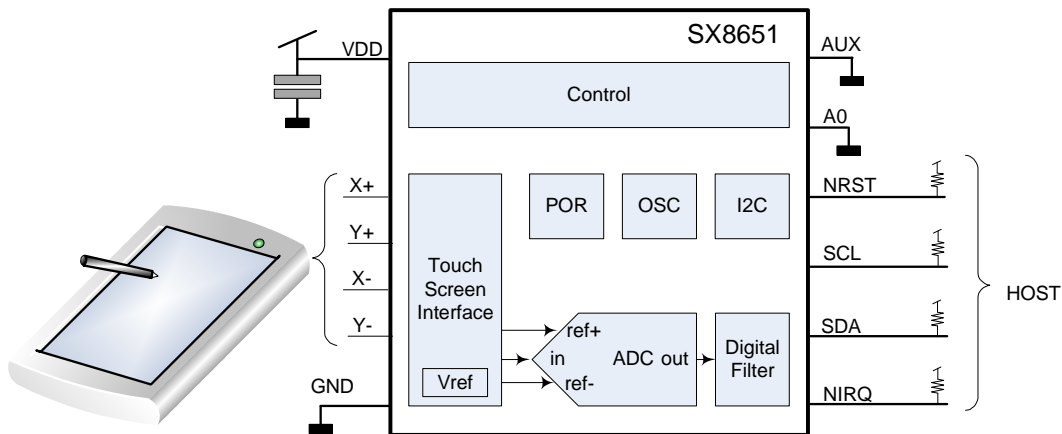 SX8651
VDD
AUX
Control
A0
X+
Y+
X-
Y-
POR
OSC
I2C
NRST
SCL
SDA
NIRQ
HOST
Touch
Screen
Interface
Vref
ref+
in
ref-
ADC out
Digital
Filter
GND